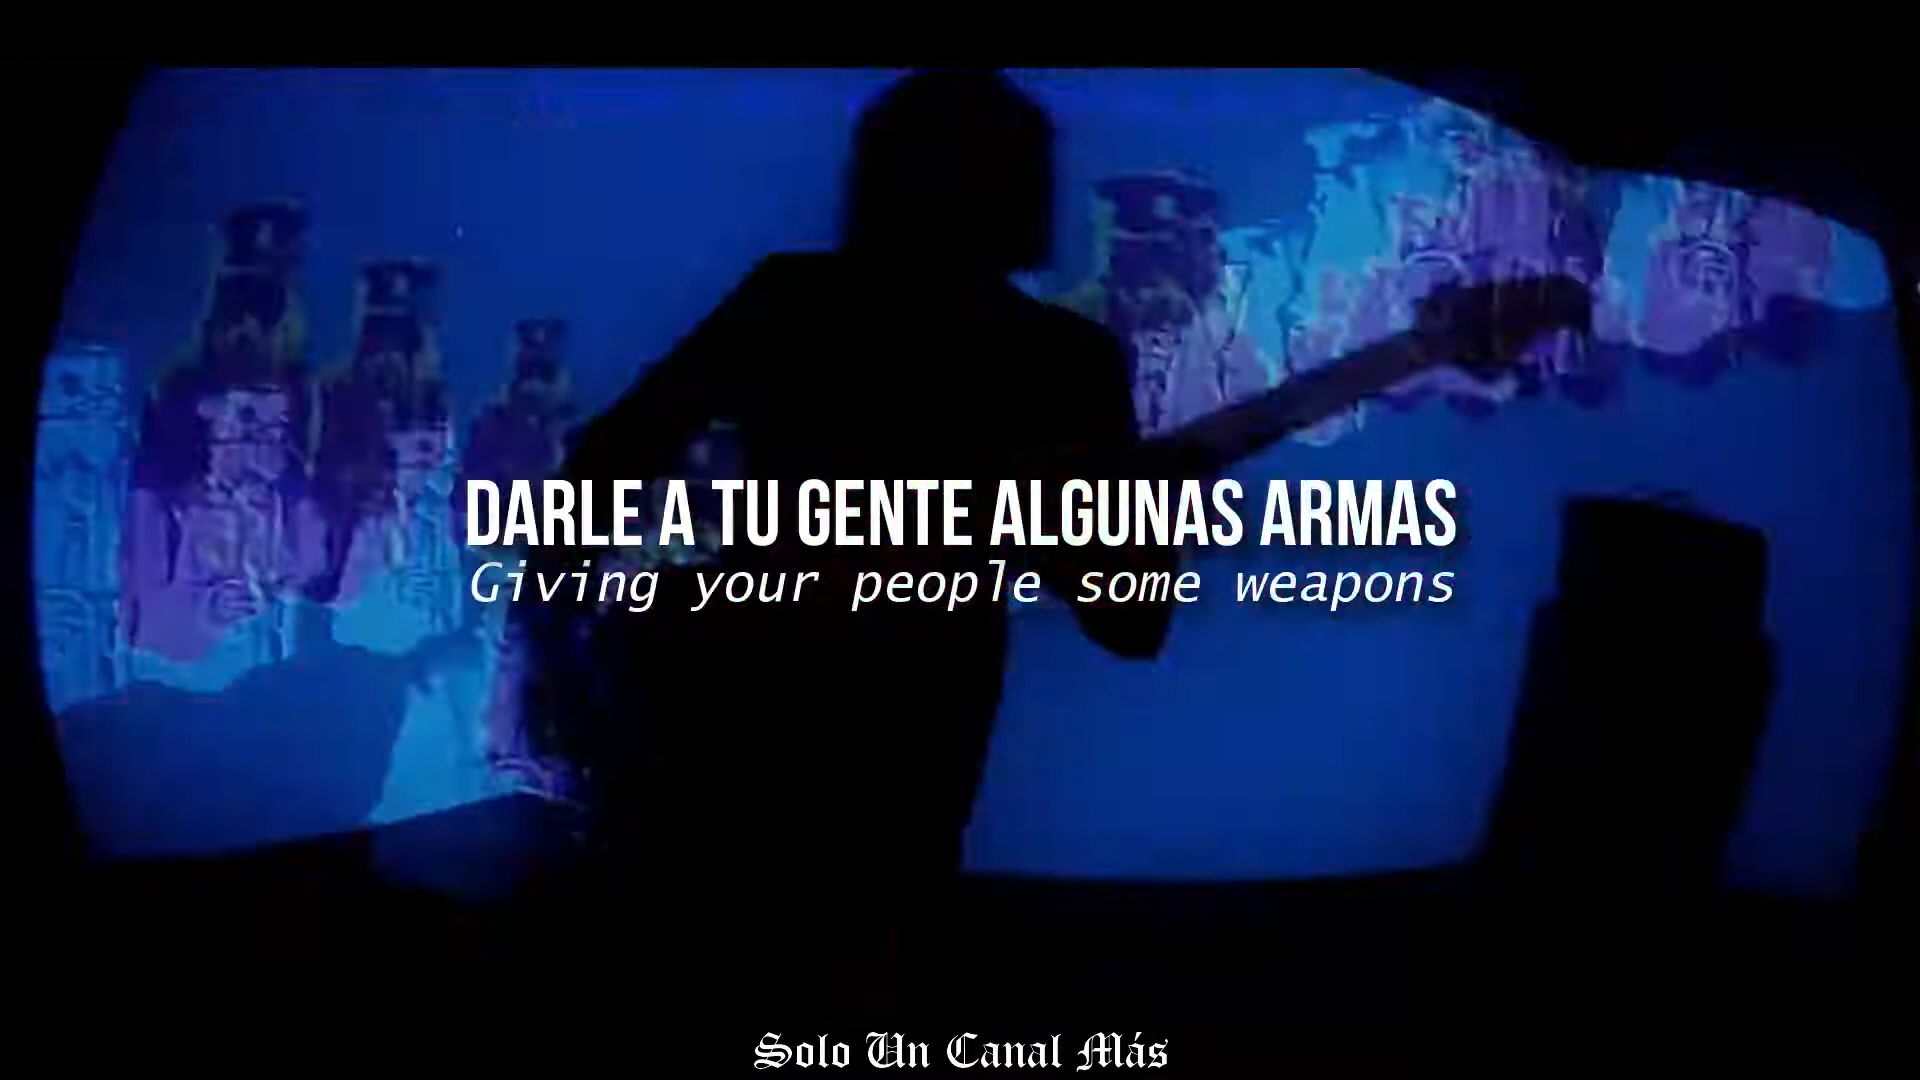 DARLE A TU GENTE ALGUNAS ARMAS
Giving your people some weapons
Solo Un Canal Más